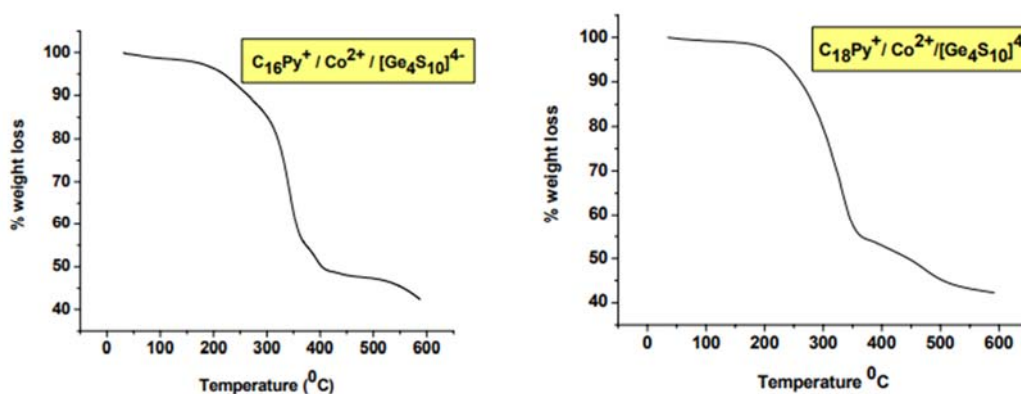 C₁₆Py⁺ / Co²⁺ / [Ge₄S₁₀]⁴⁻
100
90
80
70
60
50
40
% weight loss
0 100 200 300 400 500 600
Temperature (⁰C)
C₁₈Py⁺/ Co²⁺/[Ge₄S₁₀]⁴
100
90
80
70
60
50
40
% weight loss
0 100 200 300 400 500 600
Temperature ⁰C